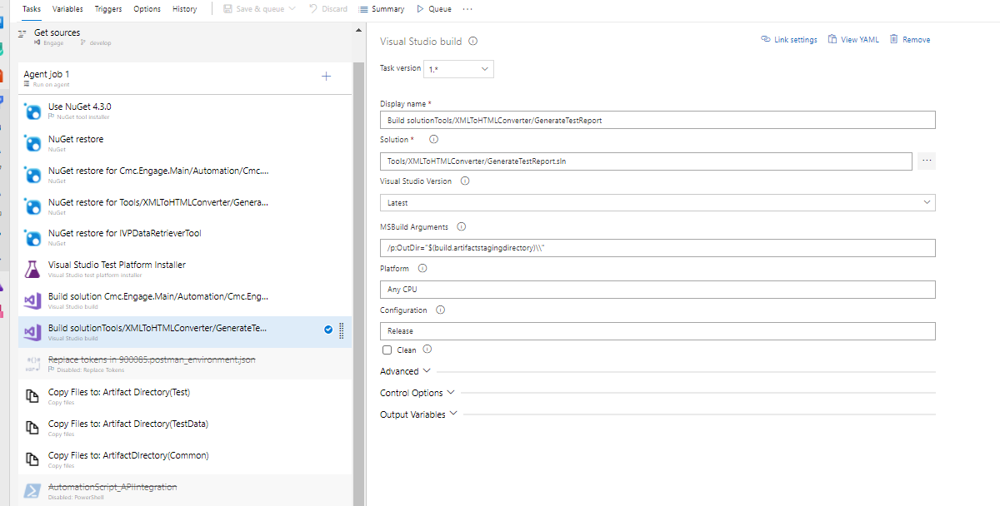 Tasks Variables Triggers Options History Save & queue Discard Summary Queue ...
Get sources
Engage develop
Agent job 1
Run on agent
Use NuGet 4.3.0
NuGet tool installer
NuGet restore
NuGet
NuGet restore for Cmc.Engage.Main/Automation/Cmc....
NuGet
NuGet restore for Tools/XMLToHTMLConverter/Genera...
NuGet
NuGet restore for IVPDataRetrieverTool
NuGet
Visual Studio Test Platform Installer
Visual Studio test platform installer
Build solution Cmc.Engage.Main/Automation/Cmc.Eng...
Visual Studio build
Build solutionTools/XMLToHTMLConverter/GenerateTe...
Visual Studio build
Replace tokens in 900085.postman_environment.json
Disabled: Replace Tokens
Copy Files to: Artifact Directory(Test)
Copy files
Copy Files to: Artifact Directory(TestData)
Copy files
Copy Files to: ArtifactDIrectory(Common)
Copy files
AutomationScript_APIIntegration
Disabled: PowerShell
Visual Studio build
Link settings View YAML Remove
Task version 1.*
Display name *
Build solutionTools/XMLToHTMLConverter/GenerateTestReport
Solution *
Tools/XMLToHTMLConverter/GenerateTestReport.sln ...
Visual Studio Version
Latest
MSBuild Arguments
/p:OutDir="$(build.artifactstagingdirectory)\\"
Platform
Any CPU
Configuration
Release
Clean
Advanced
Control Options
Output Variables